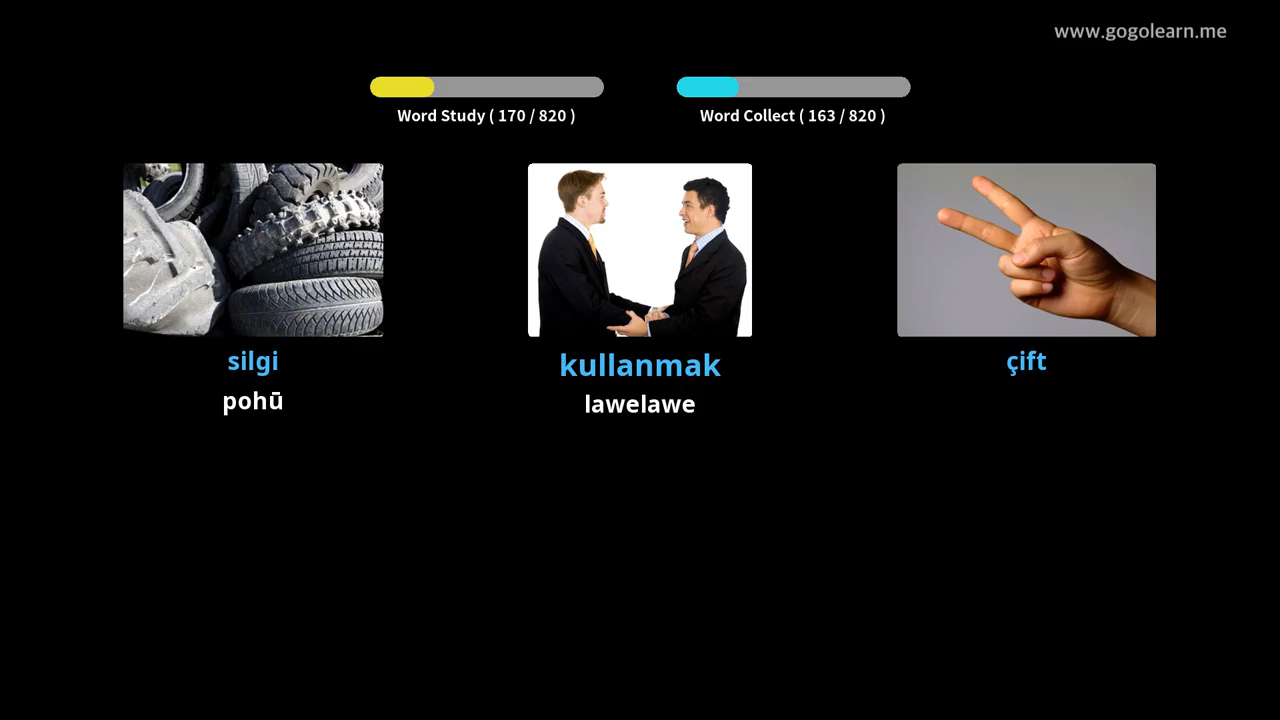 www.gogolearn.me
Word Study ( 170 / 820 )
Word Collect ( 163 / 820 )
silgi
pohū
kullanmak
lawelawe
çift